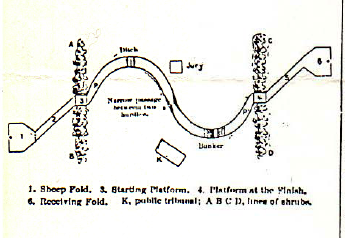 A
Ditch
C
Jury
6
5
P
3
4
P
Narrow passage
between two
hurdles.
2
1
B
Bunker
D
K
1. Sheep Fold. 3. Starting Platform. 4. Platform at the Finish.
6. Receiving Fold. K, public tribunal; A B C D, lines of shrubs.